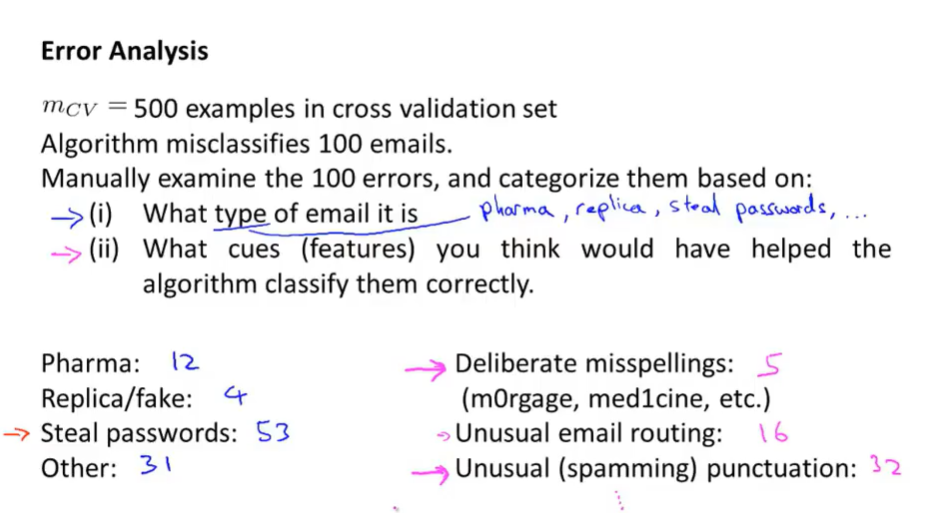 Error Analysis
m_CV = 500 examples in cross validation set
Algorithm misclassifies 100 emails.
Manually examine the 100 errors, and categorize them based on:
→ (i) What type of email it is pharma, replica, steal passwords, ...
→ (ii) What cues (features) you think would have helped the
algorithm classify them correctly.
Pharma: 12
Replica/fake: 4
→ Steal passwords: 53
Other: 31
→ Deliberate misspellings: 5
(m0rgage, med1cine, etc.)
→ Unusual email routing: 16
→ Unusual (spamming) punctuation: 32
⋮